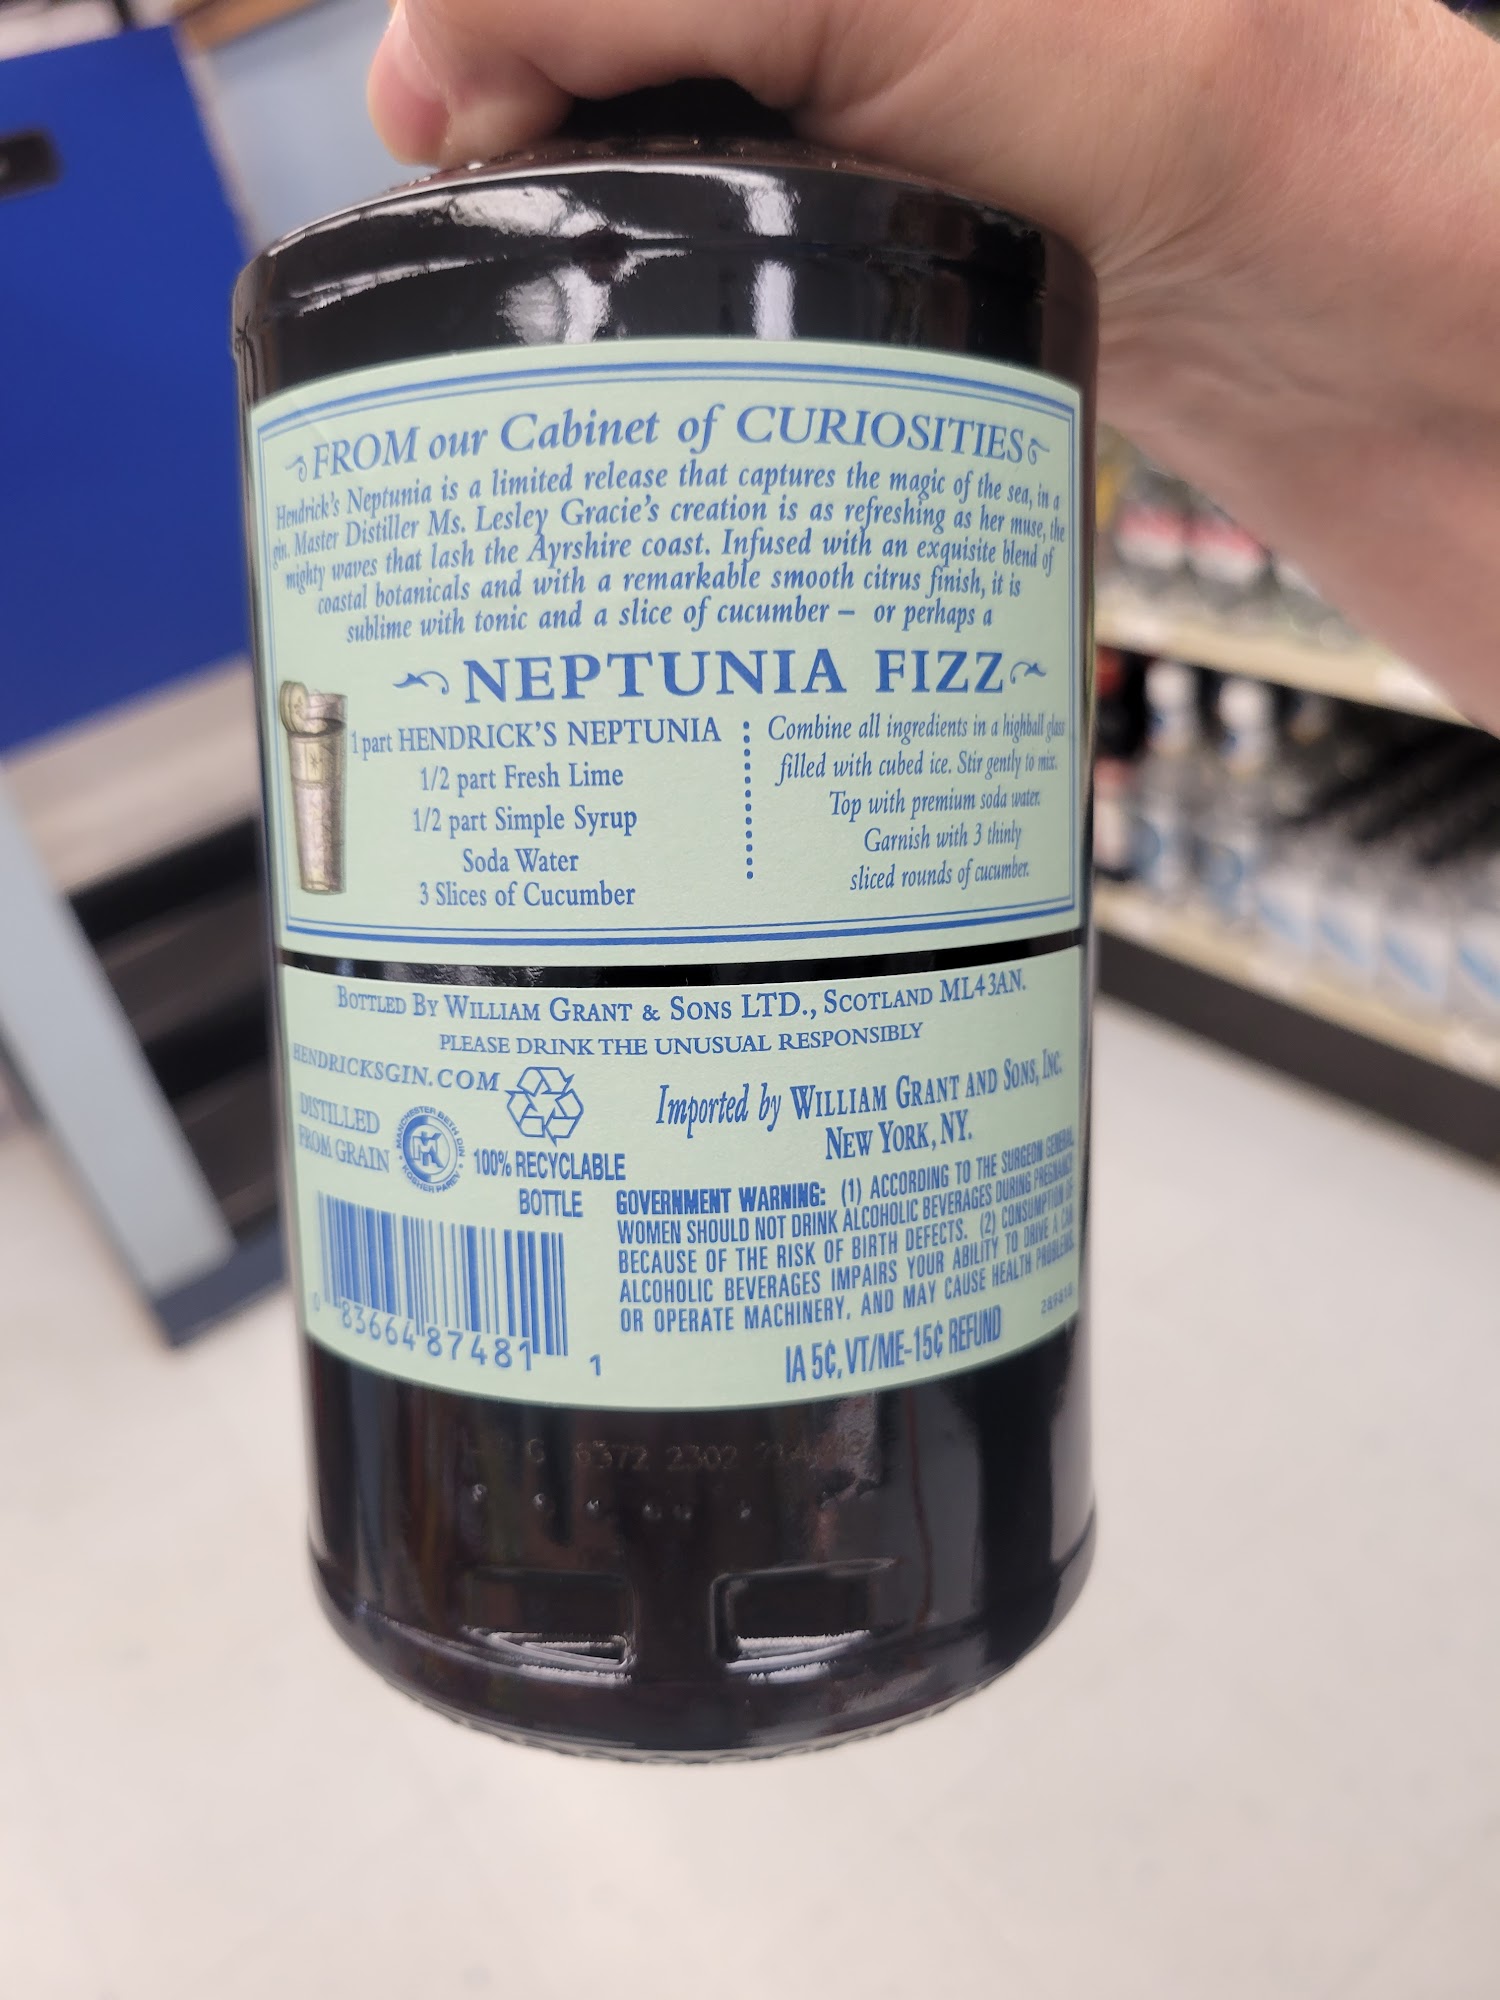 FROM our Cabinet of CURIOSITIES
Hendrick's Neptunia is a limited release that captures the magic of the sea, in a
gin. Master Distiller Ms. Lesley Gracie's creation is as refreshing as her muse, the
mighty waves that lash the Ayrshire coast. Infused with an exquisite blend of
coastal botanicals and with a remarkable smooth citrus finish, it is
sublime with tonic and a slice of cucumber – or perhaps a
NEPTUNIA FIZZ
1 part HENDRICK'S NEPTUNIA
1/2 part Fresh Lime
1/2 part Simple Syrup
Soda Water
3 Slices of Cucumber
Combine all ingredients in a highball glass
filled with cubed ice. Stir gently to mix.
Top with premium soda water.
Garnish with 3 thinly
sliced rounds of cucumber.
BOTTLED BY WILLIAM GRANT & SONS LTD., SCOTLAND ML43AN.
PLEASE DRINK THE UNUSUAL RESPONSIBLY
HENDRICKSGIN.COM
DISTILLED
FROM GRAIN
MANCHESTER BETH DIN
MK
KOSHER PAREV
100% RECYCLABLE
BOTTLE
Imported by WILLIAM GRANT AND SONS, INC.
NEW YORK, NY.
GOVERNMENT WARNING: (1) ACCORDING TO THE SURGEON GENERAL
WOMEN SHOULD NOT DRINK ALCOHOLIC BEVERAGES DURING PREGNANCY
BECAUSE OF THE RISK OF BIRTH DEFECTS. (2) CONSUMPTION OF
ALCOHOLIC BEVERAGES IMPAIRS YOUR ABILITY TO DRIVE A CAR
OR OPERATE MACHINERY, AND MAY CAUSE HEALTH PROBLEMS.
IA 5¢, VT/ME-15¢ REFUND
0 83664 87481 1
6372 2302